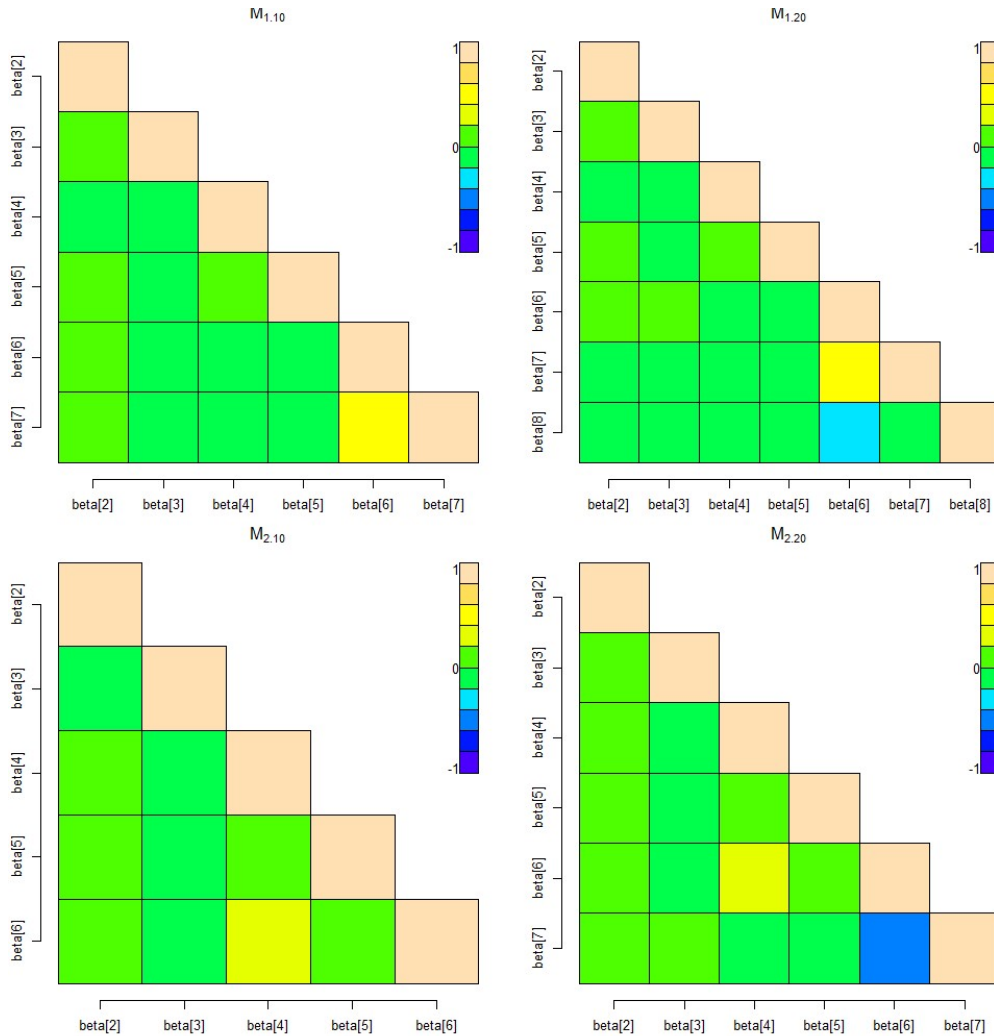 M1.10
1
0
-1
beta[2]
beta[3]
beta[4]
beta[5]
beta[6]
beta[7]
beta[2] beta[3] beta[4] beta[5] beta[6] beta[7]
M1.20
1
0
-1
beta[2]
beta[3]
beta[4]
beta[5]
beta[6]
beta[7]
beta[8]
beta[2] beta[3] beta[4] beta[5] beta[6] beta[7] beta[8]
M2.10
1
0
-1
beta[2]
beta[3]
beta[4]
beta[5]
beta[6]
beta[2] beta[3] beta[4] beta[5] beta[6]
M2.20
1
0
-1
beta[2]
beta[3]
beta[4]
beta[5]
beta[6]
beta[7]
beta[2] beta[3] beta[4] beta[5] beta[6] beta[7]